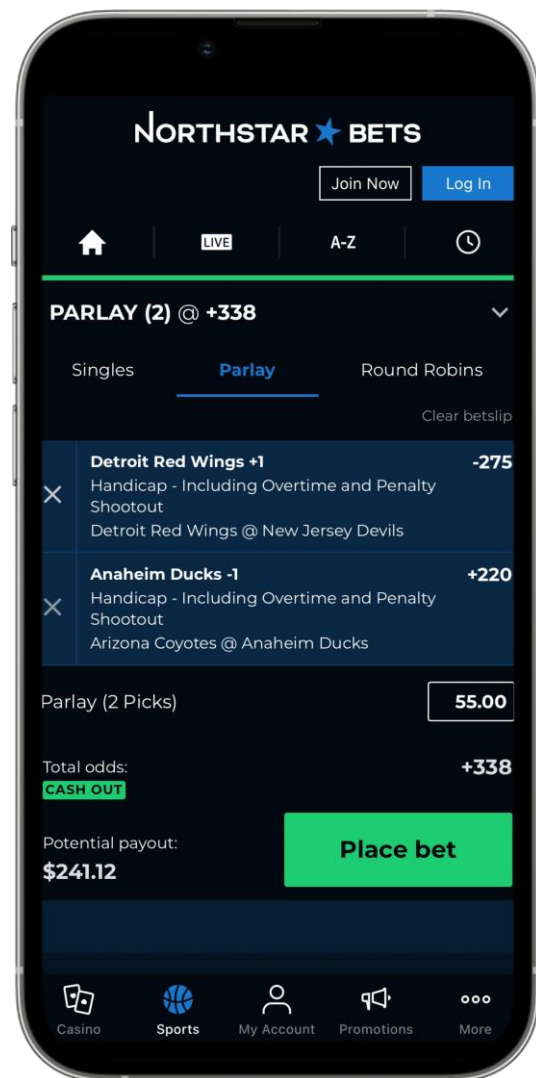 NORTHSTAR BETS
Join Now
Log In
LIVE
A-Z
PARLAY (2) @ +338
Singles
Parlay
Round Robins
Clear betslip
Detroit Red Wings +1
-275
Handicap - Including Overtime and Penalty
Shootout
Detroit Red Wings @ New Jersey Devils
Anaheim Ducks -1
+220
Handicap - Including Overtime and Penalty
Shootout
Arizona Coyotes @ Anaheim Ducks
Parlay (2 Picks)
55.00
Total odds:
+338
CASH OUT
Potential payout:
$241.12
Place bet
Casino
Sports
My Account
Promotions
More